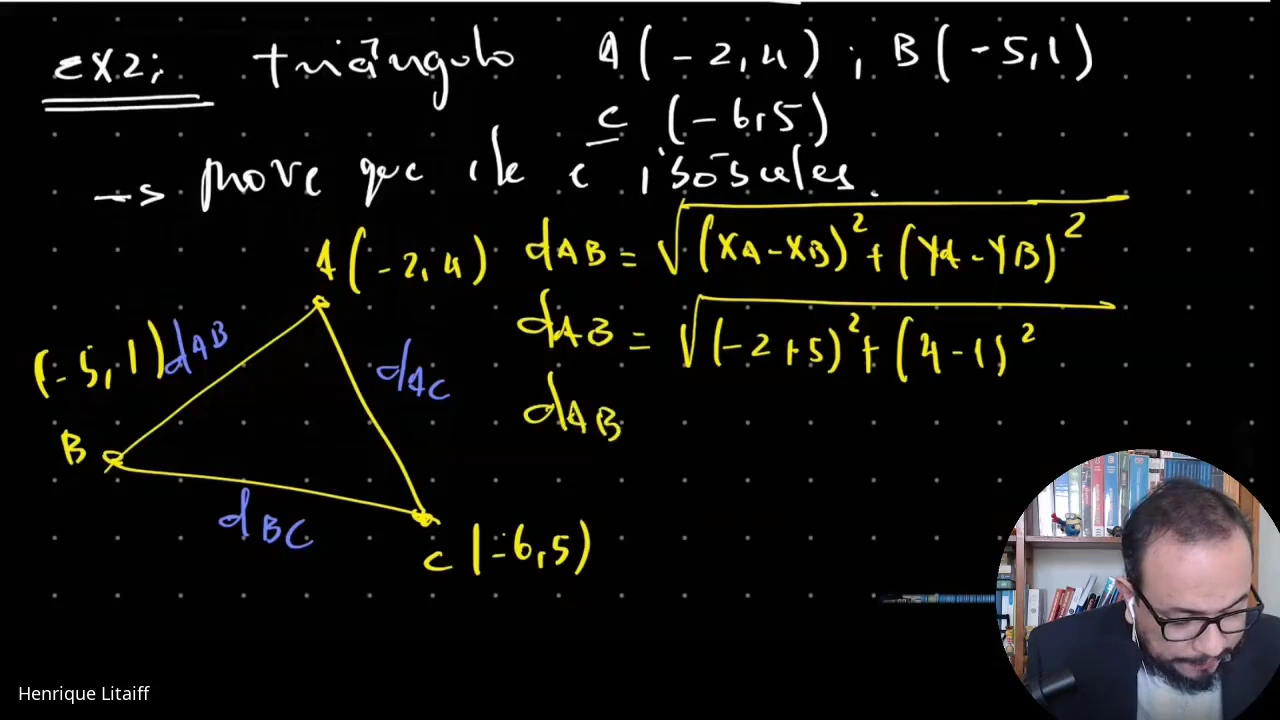 ex2: triângulo A(-2,4) ; B(-5,1)
C (-6,5)
→ prove que ele é isósceles.
A(-2,4)
(-5,1) dAB
dAC
B
dBC
C (-6,5)
dAB = √(XA-XB)² + (YA-YB)²
dAB = √(-2+5)² + (4-1)²
dAB
Henrique Litaiff